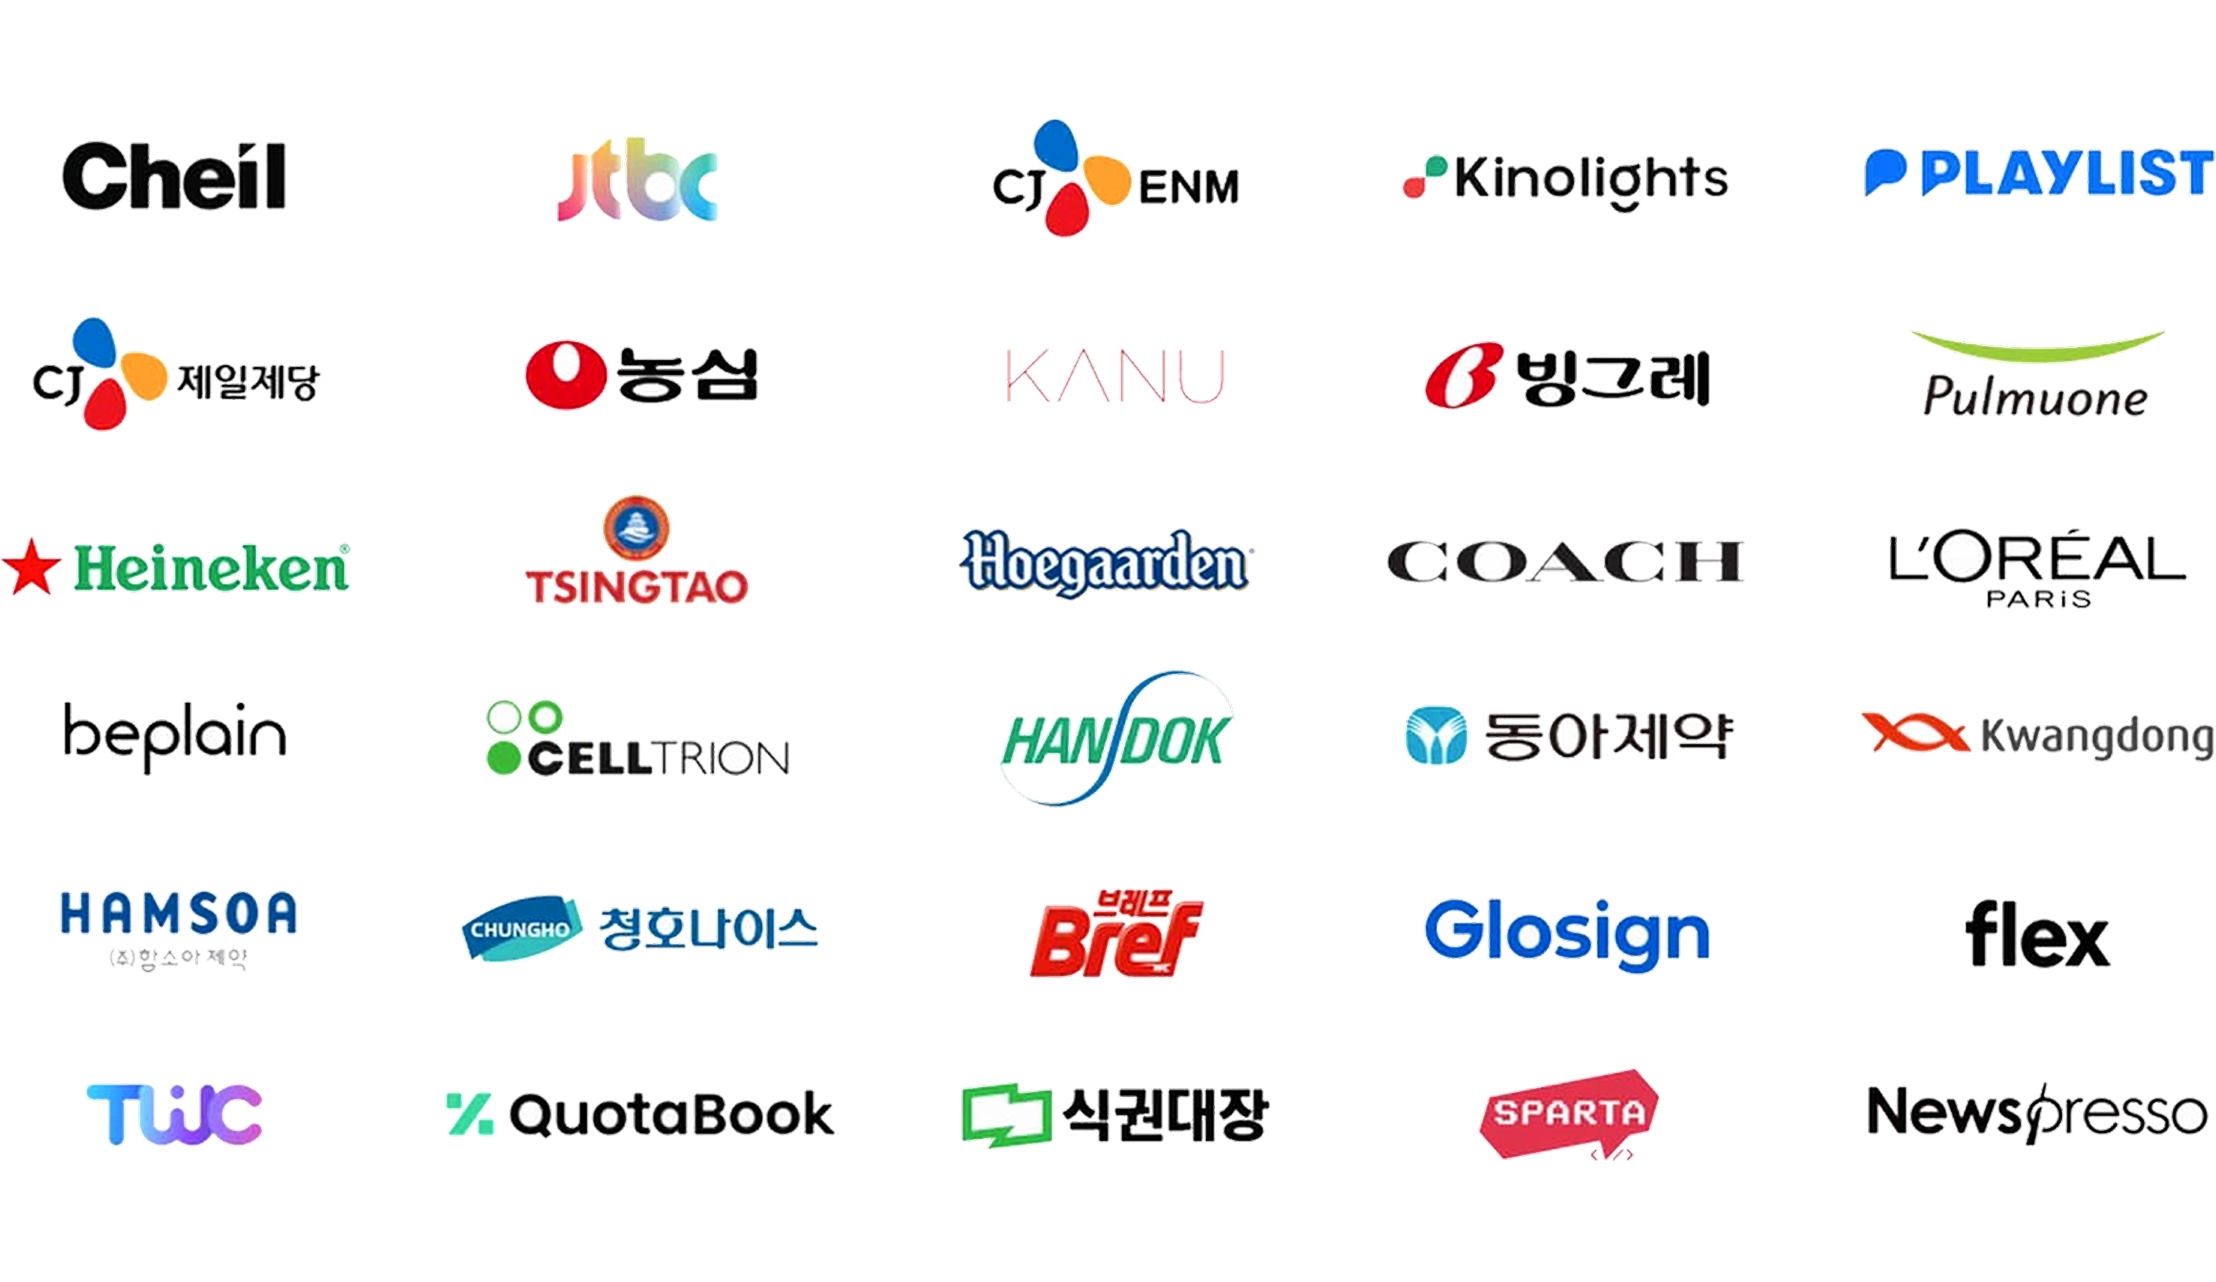 Cheil
jtbc
CJ ENM
Kinolights
PLAYLIST
CJ 제일제당
농심
KANU
빙그레
Pulmuone
Heineken®
TSINGTAO
Hoegaarden
COACH
L'ORÉAL
PARiS
beplain
CELLTRION
HANDOK
동아제약
Kwangdong
HAMSOA
(주)함소아 제약
CHUNGHO 청호나이스
브레프
Bref
Glosign
flex
TWC
QuotaBook
식권대장
SPARTA
</>
Newspresso